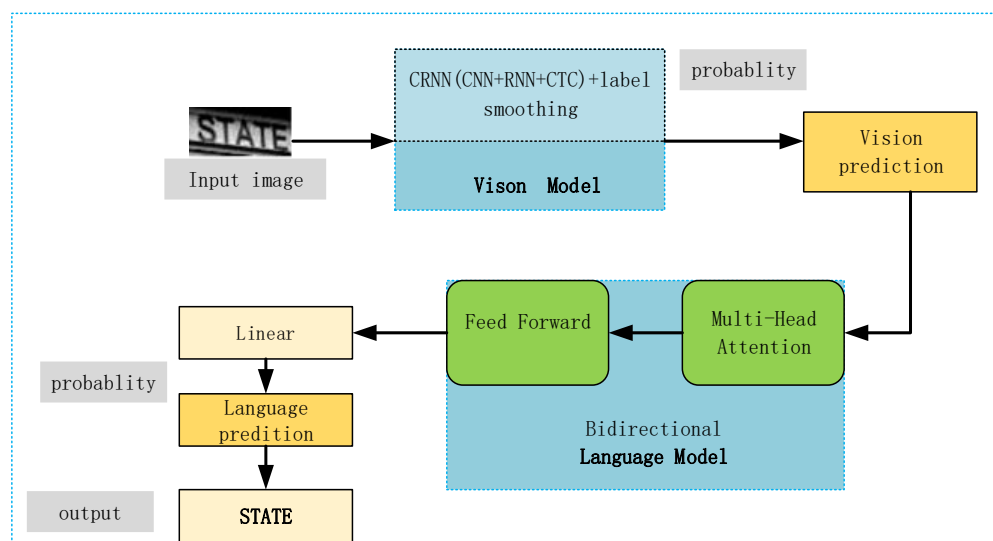 CRNN(CNN+RNN+CTC)+label
smoothing
probablity
STATE
Input image
Vison Model
Vision
prediction
Linear
Feed Forward
Multi-Head
Attention
probablity
Language
predition
Bidirectional
Language Model
output
STATE